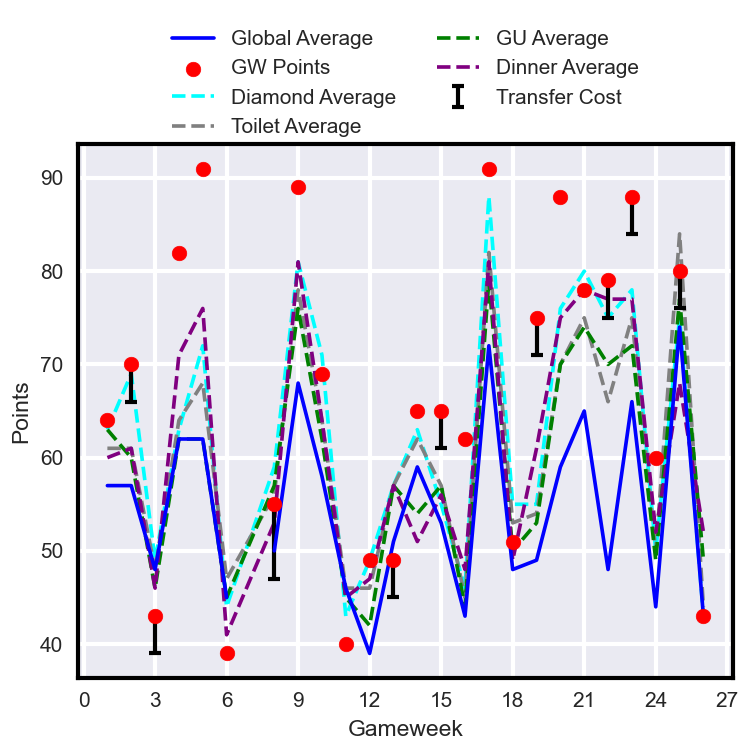 Global Average
GW Points
Diamond Average
Toilet Average
GU Average
Dinner Average
Transfer Cost
Points
90
80
70
60
50
40
0 3 6 9 12 15 18 21 24 27
Gameweek